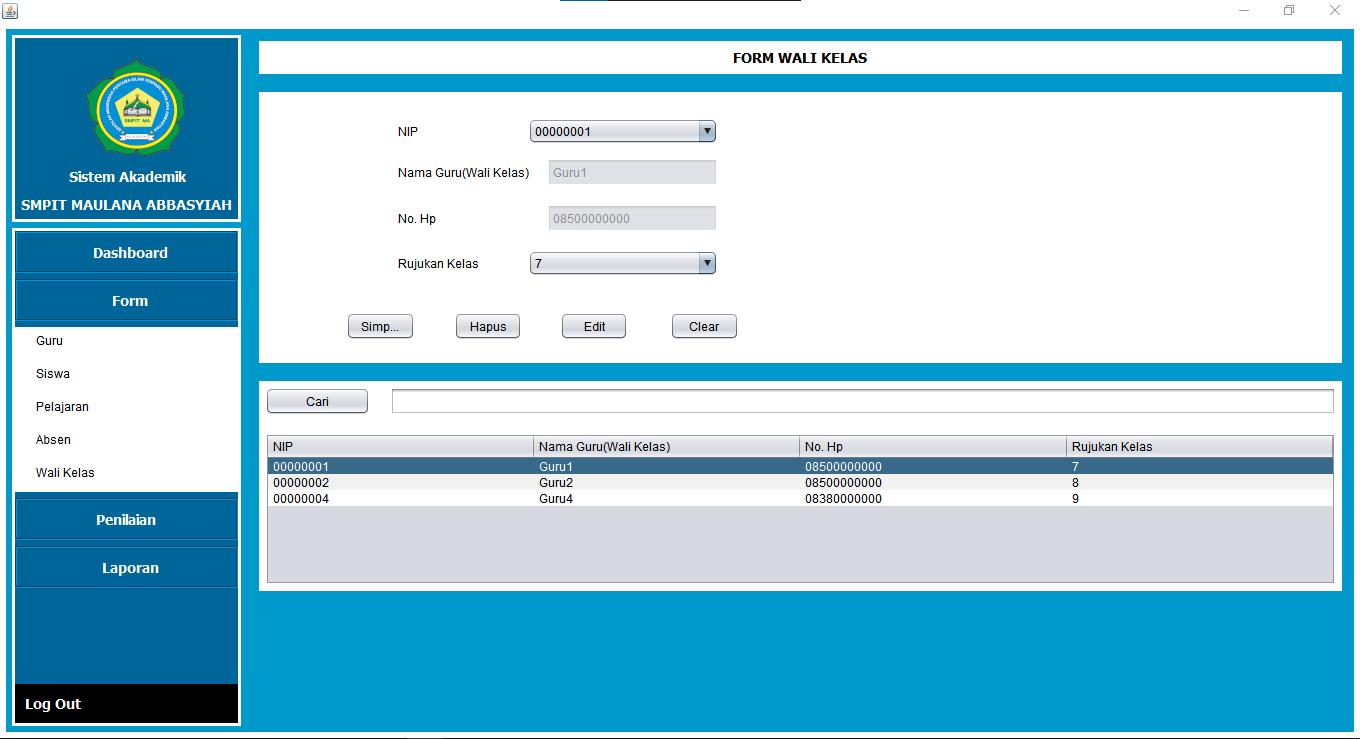 SMPIT MA
Sistem Akademik
SMPIT MAULANA ABBASYIAH
Dashboard
Form
Guru
Siswa
Pelajaran
Absen
Wali Kelas
Penilaian
Laporan
Log Out
FORM WALI KELAS
NIP 00000001
Nama Guru(Wali Kelas) Guru1
No. Hp 08500000000
Rujukan Kelas 7
Simp... Hapus Edit Clear
Cari
NIP Nama Guru(Wali Kelas) No. Hp Rujukan Kelas
00000001 Guru1 08500000000 7
00000002 Guru2 08500000000 8
00000004 Guru4 08380000000 9